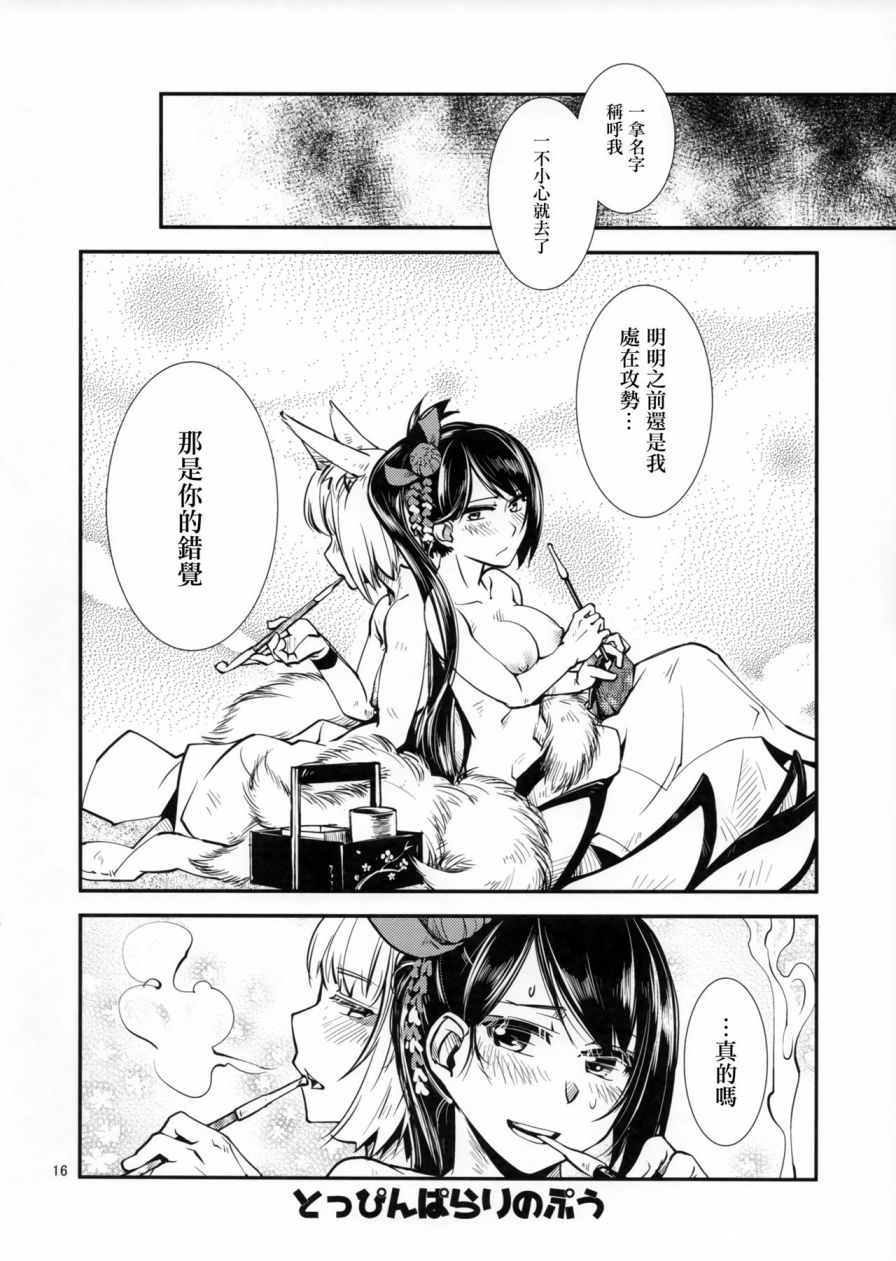 一拿名字
稱呼我
一不小心就去了
明明之前還是我
處在攻勢…
那是你的錯覺
…真的嗎
16
とっぴんぱらりのぷう